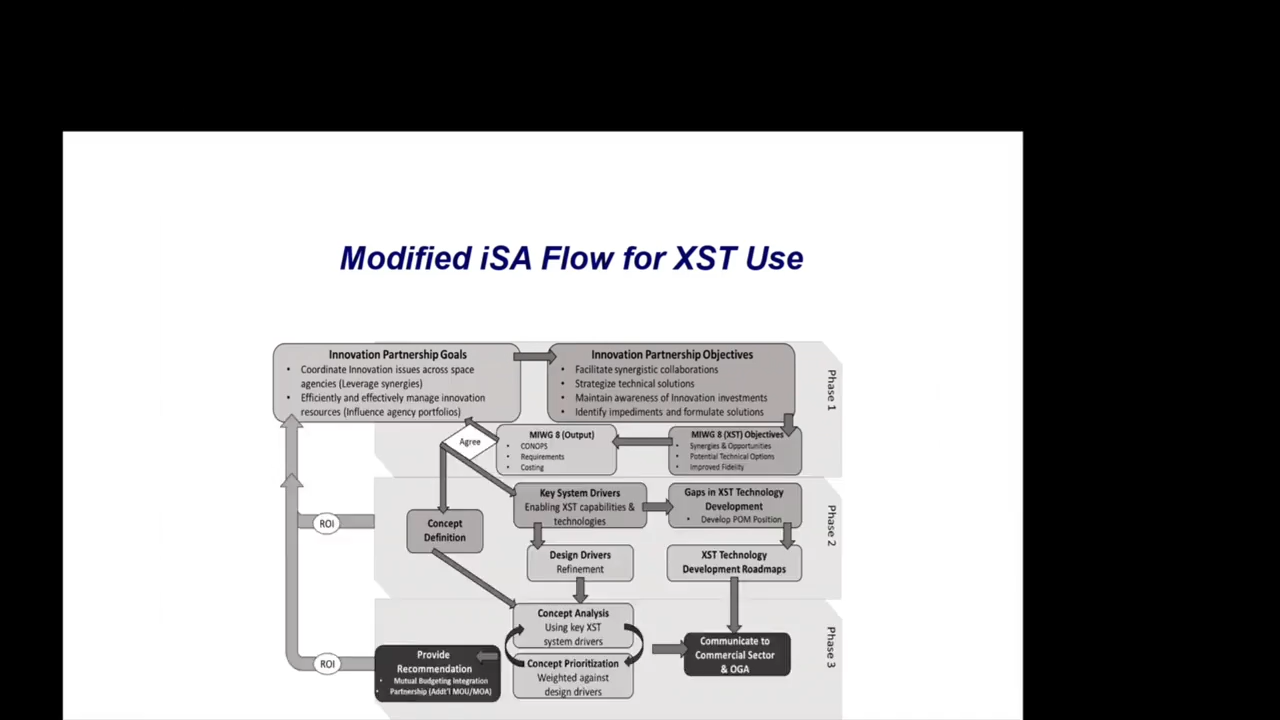 Modified iSA Flow for XST Use
Innovation Partnership Goals
• Coordinate Innovation issues across space
agencies (Leverage synergies)
• Efficiently and effectively manage innovation
resources (Influence agency portfolios)
Innovation Partnership Objectives
• Facilitate synergistic collaborations
• Strategize technical solutions
• Maintain awareness of Innovation investments
• Identify impediments and formulate solutions
Phase 1
Agree
MIWG 8 (Output)
• CONOPS
• Requirements
• Costing
MIWG 8 (XST) Objectives
• Synergies & Opportunities
• Potential Technical Options
• Improved Fidelity
Key System Drivers
Enabling XST capabilities &
technologies
Gaps in XST Technology
Development
• Develop POM Position
Phase 2
ROI
Concept
Definition
Design Drivers
Refinement
XST Technology
Development Roadmaps
Concept Analysis
Using key XST
system drivers
Concept Prioritization
Weighted against
design drivers
Communicate to
Commercial Sector
& OGA
Phase 3
ROI
Provide
Recommendation
• Mutual Budgeting Integration
• Partnership (Addt'l MOU/MOA)